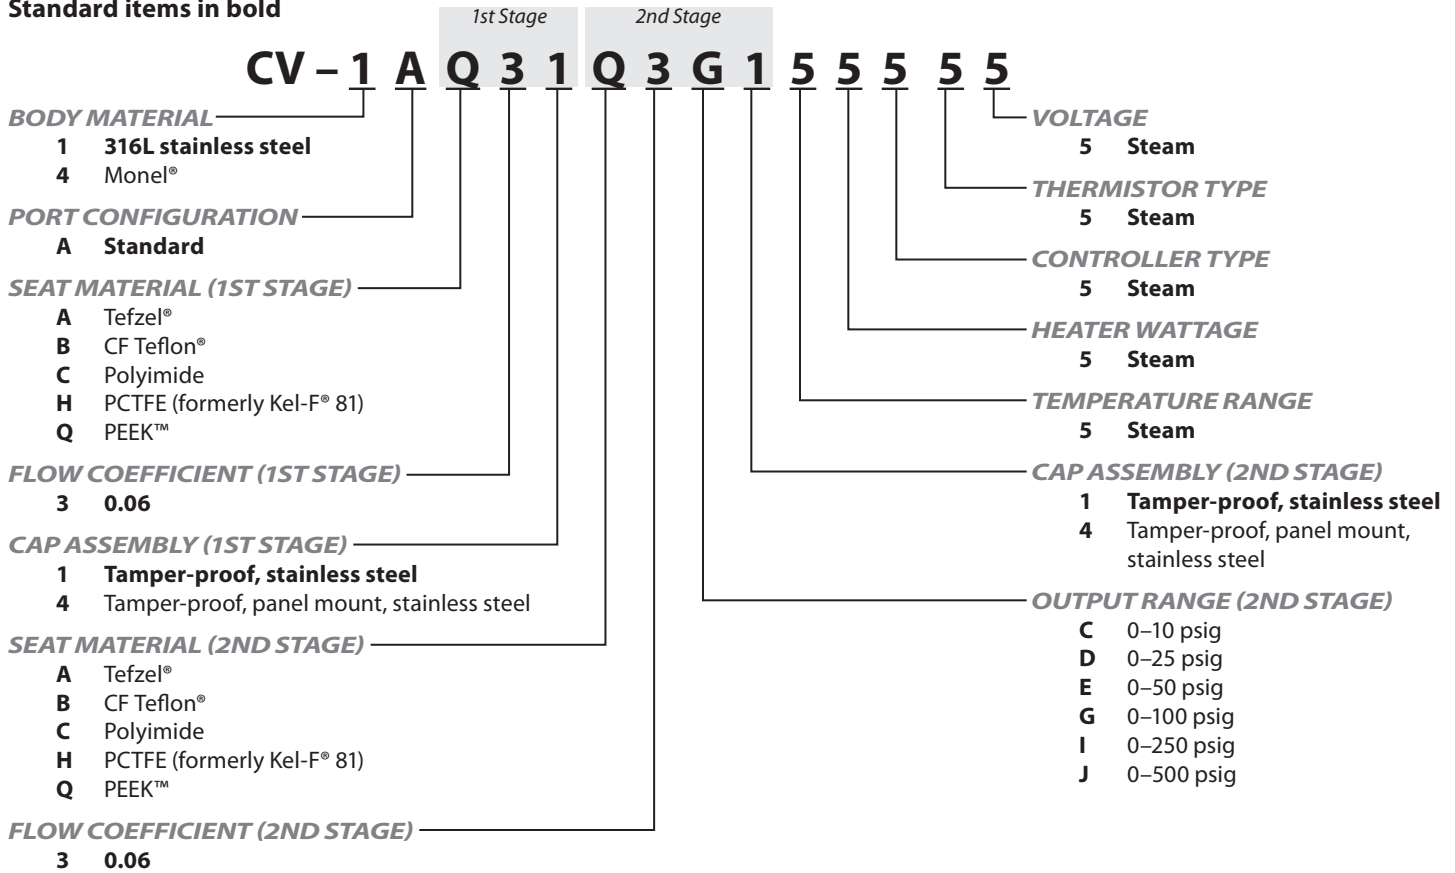 Standard items in bold
1st Stage
2nd Stage
CV – 1 A Q 3 1 Q 3 G 1 5 5 5 5 5
BODY MATERIAL
1 316L stainless steel
4 Monel®
PORT CONFIGURATION
A Standard
SEAT MATERIAL (1ST STAGE)
A Tefzel®
B CF Teflon®
C Polyimide
H PCTFE (formerly Kel-F® 81)
Q PEEK™
FLOW COEFFICIENT (1ST STAGE)
3 0.06
CAP ASSEMBLY (1ST STAGE)
1 Tamper-proof, stainless steel
4 Tamper-proof, panel mount, stainless steel
SEAT MATERIAL (2ND STAGE)
A Tefzel®
B CF Teflon®
C Polyimide
H PCTFE (formerly Kel-F® 81)
Q PEEK™
FLOW COEFFICIENT (2ND STAGE)
3 0.06
VOLTAGE
5 Steam
THERMISTOR TYPE
5 Steam
CONTROLLER TYPE
5 Steam
HEATER WATTAGE
5 Steam
TEMPERATURE RANGE
5 Steam
CAP ASSEMBLY (2ND STAGE)
1 Tamper-proof, stainless steel
4 Tamper-proof, panel mount,
stainless steel
OUTPUT RANGE (2ND STAGE)
C 0–10 psig
D 0–25 psig
E 0–50 psig
G 0–100 psig
I 0–250 psig
J 0–500 psig